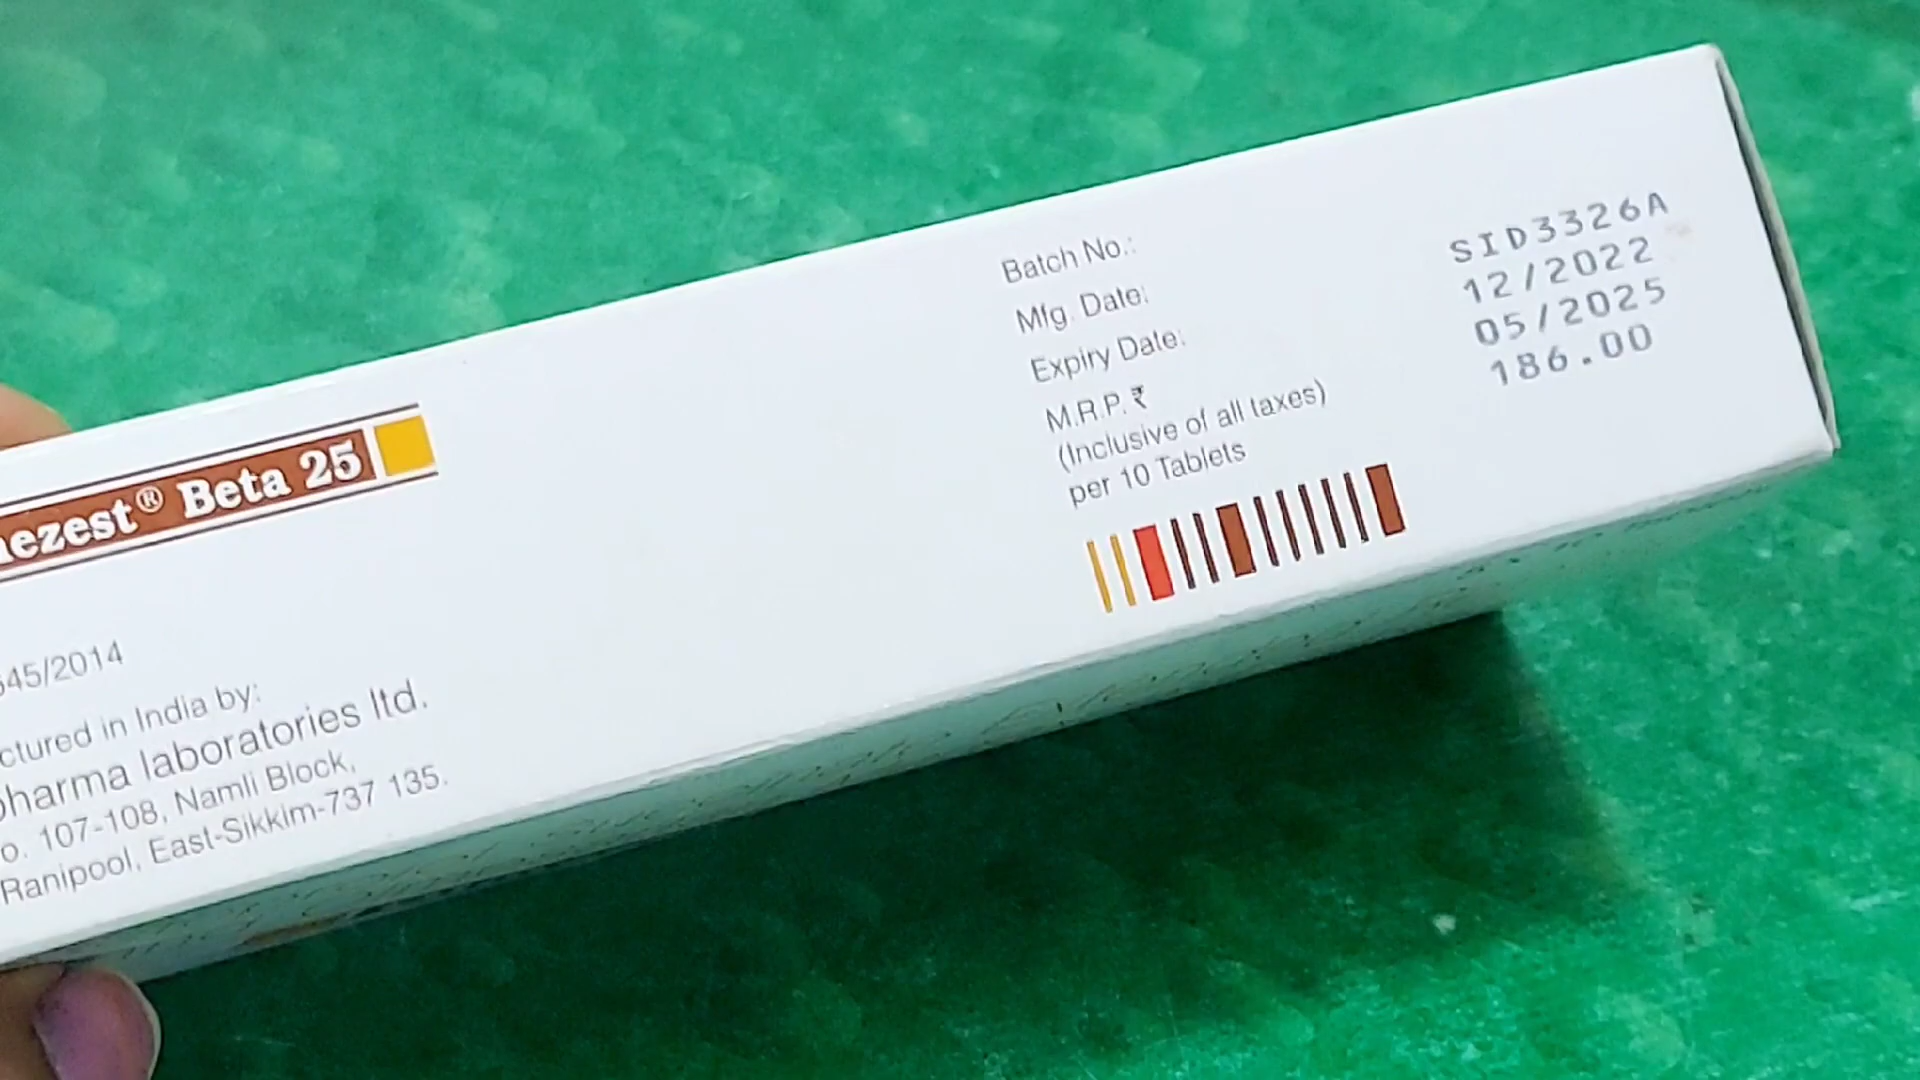 Batch No.: SID3326A
Mfg. Date: 12/2022
Expiry Date: 05/2025
M.R.P. ₹ 186.00
(Inclusive of all taxes)
per 10 Tablets
ezest® Beta 25
645/2014
ctured in India by:
pharma laboratories ltd.
o. 107-108, Namli Block,
Ranipool, East-Sikkim-737 135.